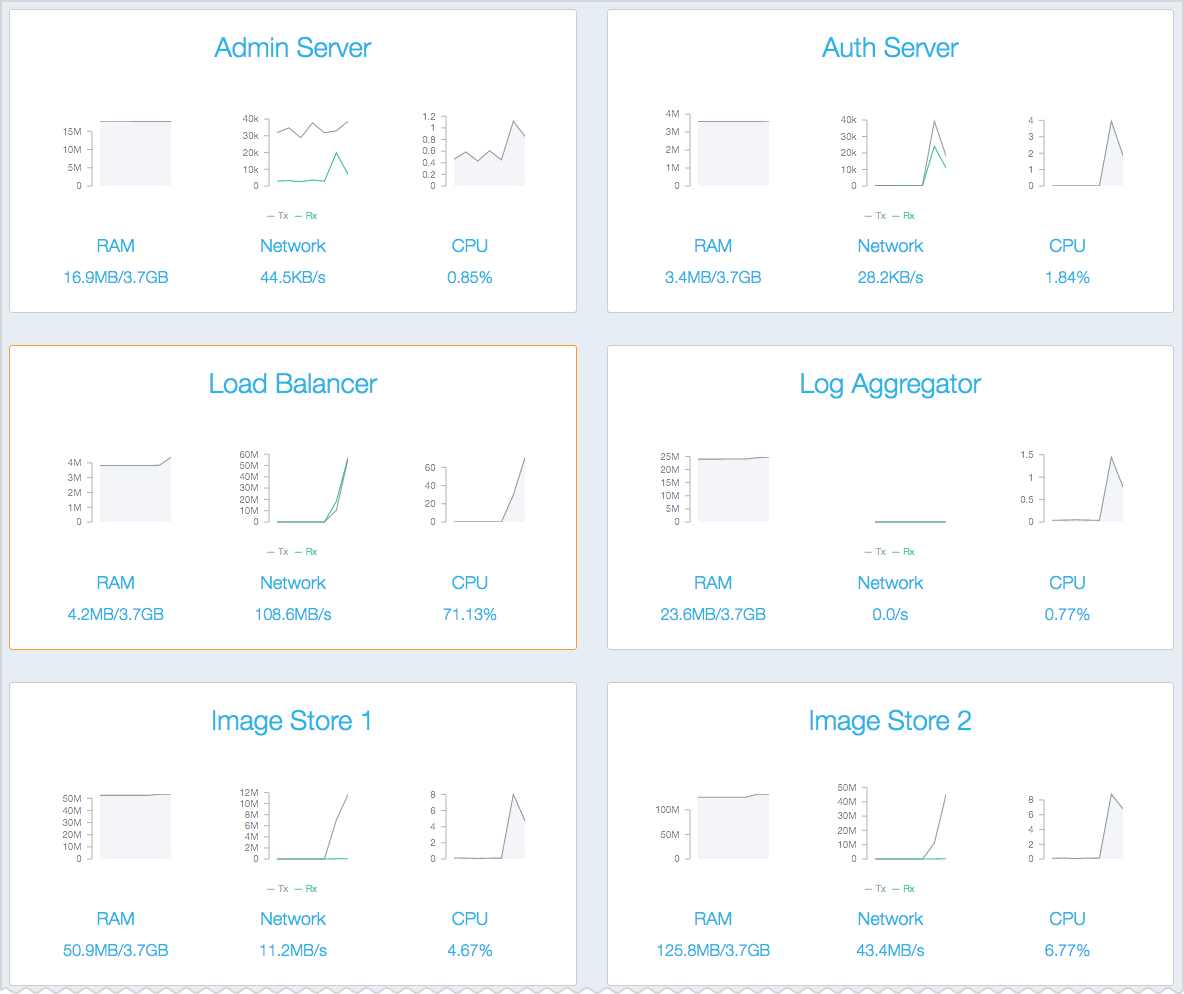 Admin Server
15M
10M
5M
0
40k
30k
20k
10k
0
1.2
1
0.8
0.6
0.4
0.2
0
Tx Rx
RAM Network CPU
16.9MB/3.7GB 44.5KB/s 0.85%
Auth Server
4M
3M
2M
1M
0
40k
30k
20k
10k
0
4
3
2
1
0
Tx Rx
RAM Network CPU
3.4MB/3.7GB 28.2KB/s 1.84%
Load Balancer
4M
3M
2M
1M
0
60M
50M
40M
30M
20M
10M
0
60
40
20
0
Tx Rx
RAM Network CPU
4.2MB/3.7GB 108.6MB/s 71.13%
Log Aggregator
25M
20M
15M
10M
5M
0
1.5
1
0.5
0
Tx Rx
RAM Network CPU
23.6MB/3.7GB 0.0/s 0.77%
Image Store 1
50M
40M
30M
20M
10M
0
12M
10M
8M
6M
4M
2M
0
8
6
4
2
0
Tx Rx
RAM Network CPU
50.9MB/3.7GB 11.2MB/s 4.67%
Image Store 2
100M
50M
0
50M
40M
30M
20M
10M
0
8
6
4
2
0
Tx Rx
RAM Network CPU
125.8MB/3.7GB 43.4MB/s 6.77%